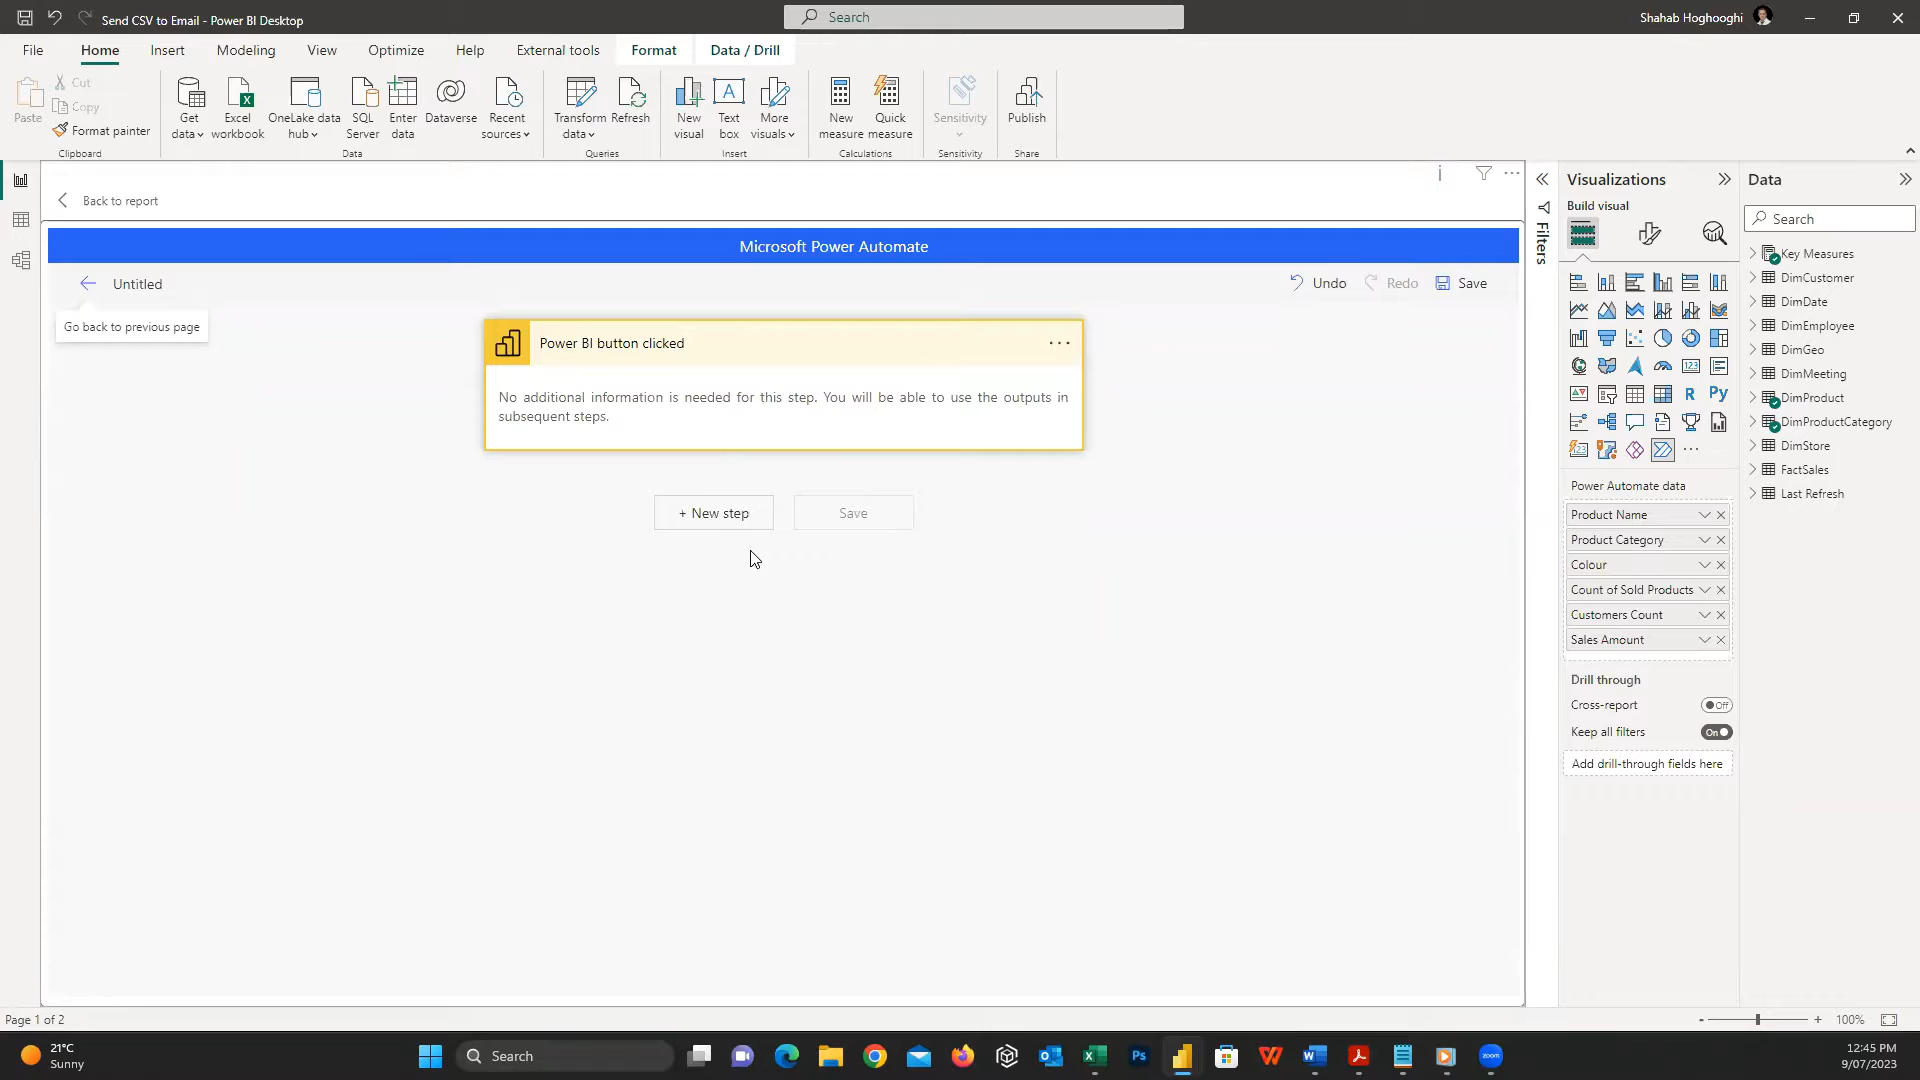 Send CSV to Email - Power BI Desktop
Search
Shahab Hoghooghi
File
Home
Insert
Modeling
View
Optimize
Help
External tools
Format
Data / Drill
Paste
Cut
Copy
Format painter
Clipboard
Get
data
Excel
workbook
OneLake data
hub
SQL
Server
Enter
data
Dataverse
Recent
sources
Data
Transform
data
Refresh
Queries
New
visual
Text
box
More
visuals
Insert
New
measure
Quick
measure
Calculations
Sensitivity
Sensitivity
Publish
Share
Back to report
Microsoft Power Automate
Untitled
Undo
Redo
Save
Go back to previous page
Power BI button clicked
No additional information is needed for this step. You will be able to use the outputs in
subsequent steps.
+ New step
Save
Filters
Visualizations
Build visual
123
R
Py
123
Power Automate data
Product Name
Product Category
Colour
Count of Sold Products
Customers Count
Sales Amount
Drill through
Cross-report
Off
Keep all filters
On
Add drill-through fields here
Data
Search
Key Measures
DimCustomer
DimDate
DimEmployee
DimGeo
DimMeeting
DimProduct
DimProductCategory
DimStore
FactSales
Last Refresh
Page 1 of 2
- + 100%
21°C
Sunny
Search
Ps
zoom
12:45 PM
9/07/2023